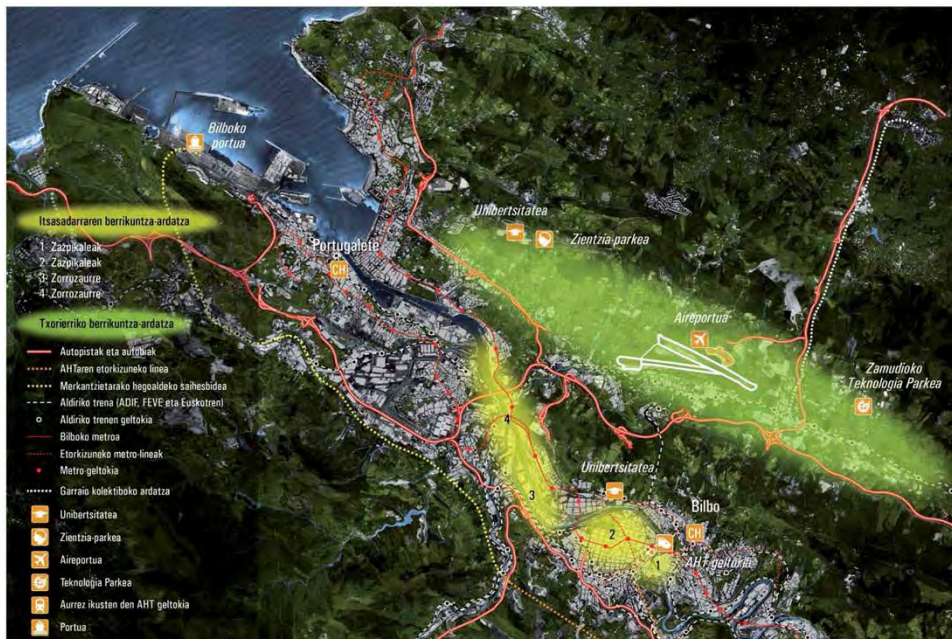 Bilboko
portua
Unibertsitatea
Zientzia-parkea
Itsasadarraren berrikuntza-ardatza
Portugalete
CH
1- Zazpikaleak
2- Zazpikaleak
3- Zorrozaurre
4- Zorrozaurre
Txorierriko berrikuntza-ardatza
Aireportua
Zamudioko
Teknologia Parkea
Autopistak eta autobiak
AHTaren etorkizuneko linea
Merkantzietarako hegoaldeko saihesbidea
Aldiriko trena (ADIF, FEVE eta Euskotren)
Aldiriko trenen geltokia
Bilboko metroa
Etorkizuneko metro-lineak
Metro-geltokia
Garraio kolektiboko ardatza
Unibertsitatea
Zientzia-parkea
Aireportua
Teknologia Parkea
Aurrez ikusten den AHT geltokia
Portua
4
3
Unibertsitatea
Bilbo
2
CH
AHT geltokia
1